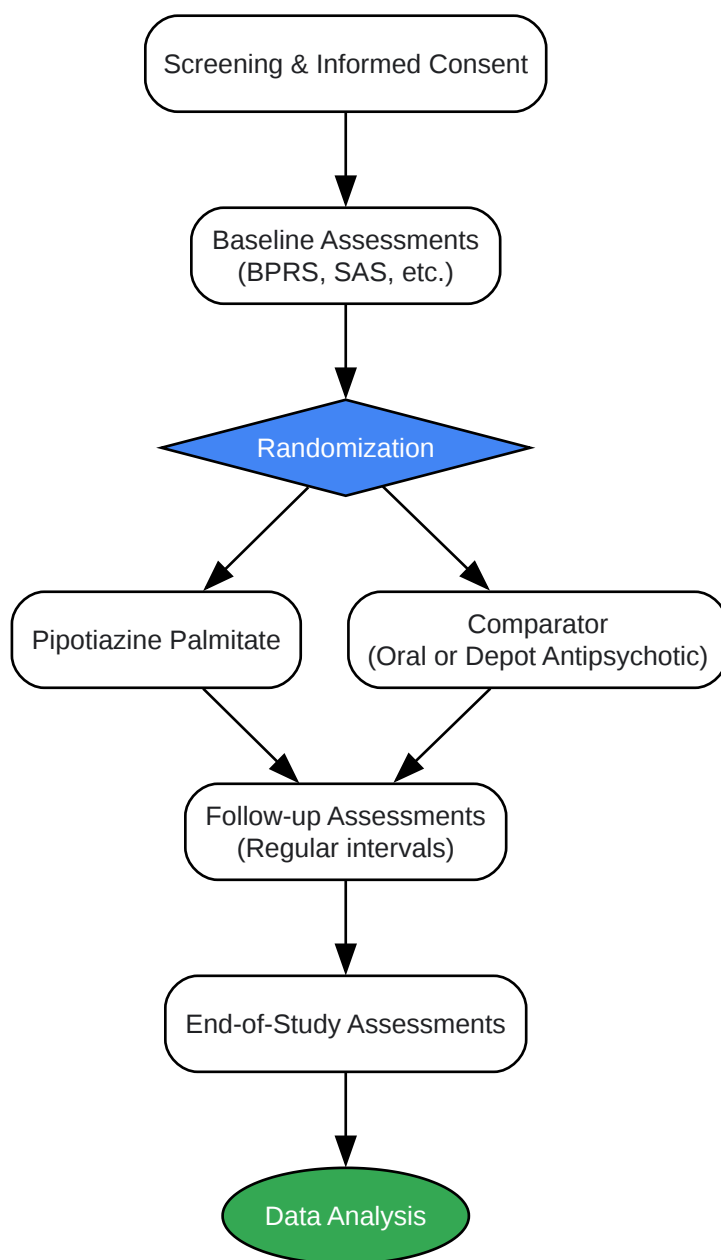 Screening & Informed Consent
Baseline Assessments
(BPRS, SAS, etc.)
Randomization
Pipotiazine Palmitate
Comparator
(Oral or Depot Antipsychotic)
Follow-up Assessments
(Regular intervals)
End-of-Study Assessments
Data Analysis